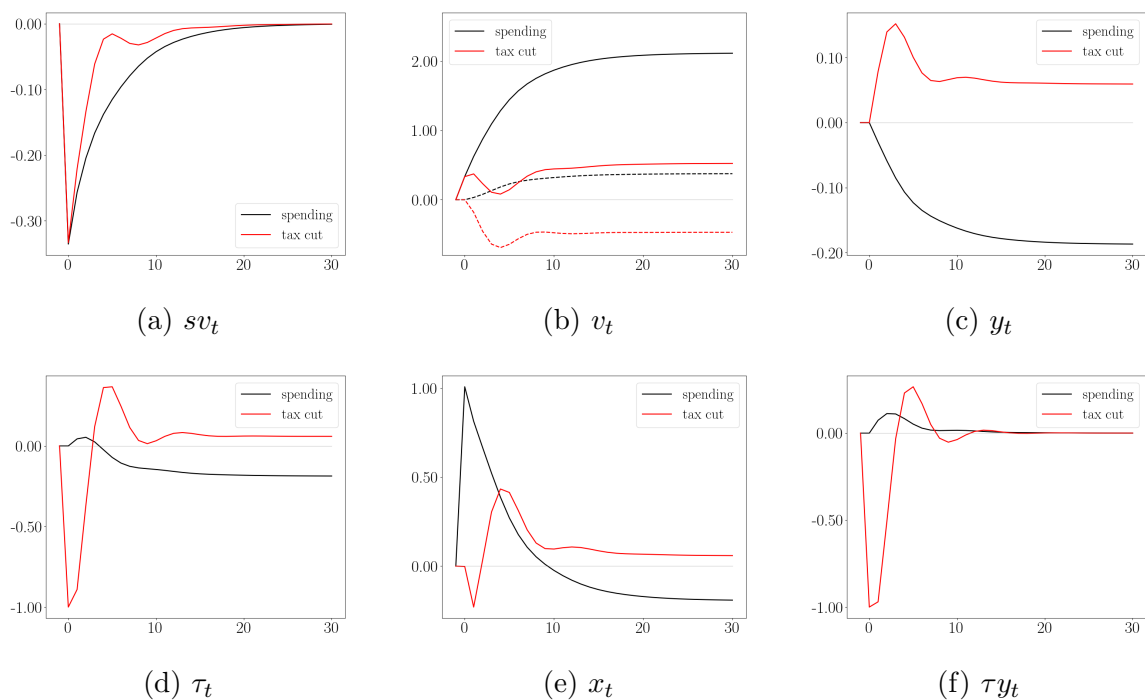 0.00
-0.10
-0.20
-0.30
0
10
20
30
spending
tax cut
(a) sv_t
2.00
1.00
0.00
0
10
20
30
spending
tax cut
(b) v_t
0.10
0.00
-0.10
-0.20
0
10
20
30
spending
tax cut
(c) y_t
0.00
-0.50
-1.00
0
10
20
30
spending
tax cut
(d) τ_t
1.00
0.50
0.00
0
10
20
30
spending
tax cut
(e) x_t
0.00
-0.50
-1.00
0
10
20
30
spending
tax cut
(f) τy_t